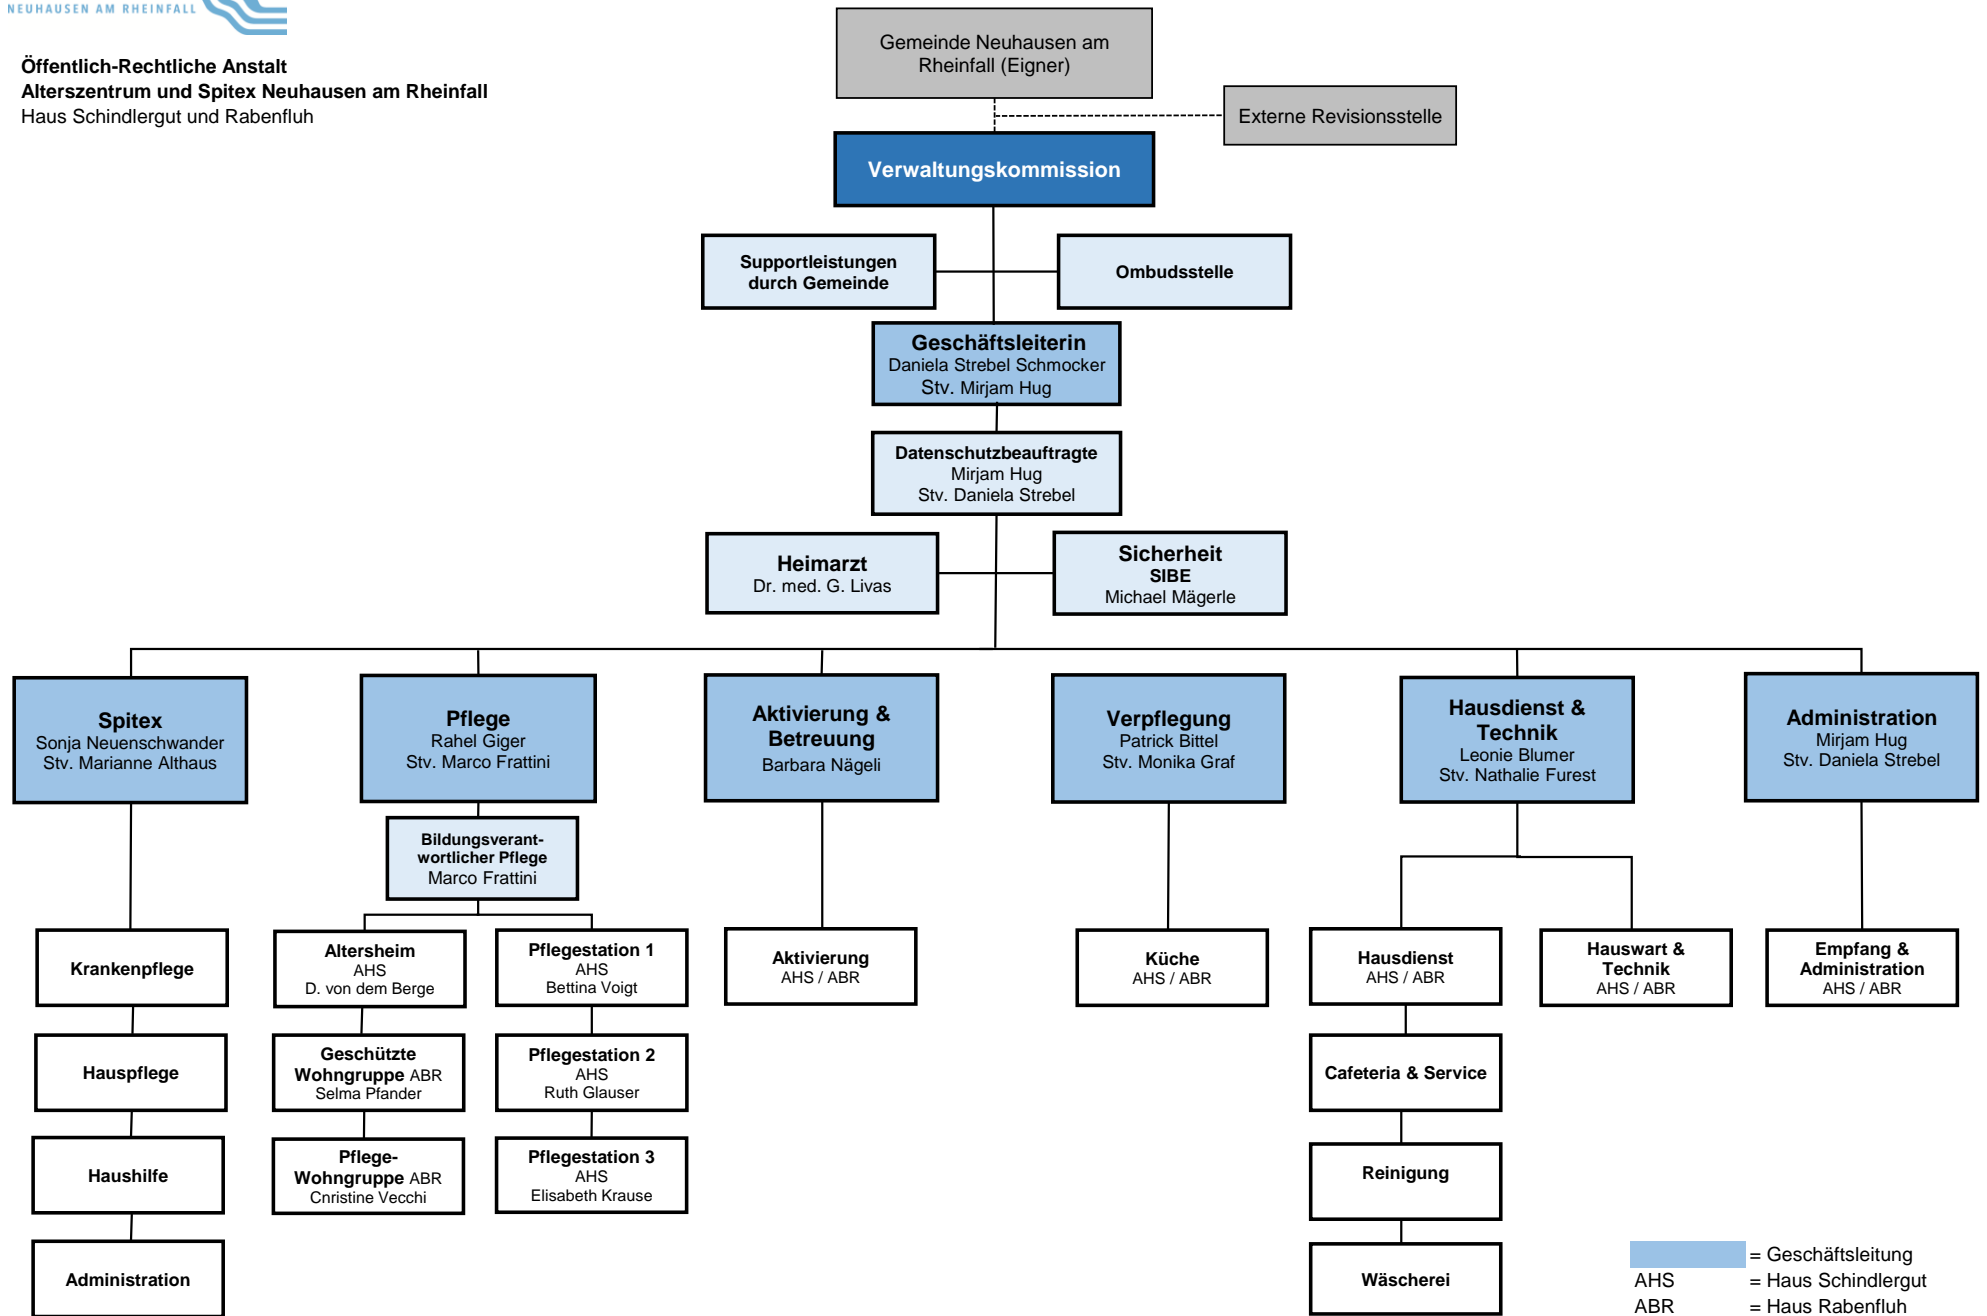 NEUHAUSEN AM RHEINFALL
Öffentlich-Rechtliche Anstalt
Alterszentrum und Spitex Neuhausen am Rheinfall
Haus Schindlergut und Rabenfluh
Gemeinde Neuhausen am
Rheinfall (Eigner)
Externe Revisionsstelle
Verwaltungskommission
Supportleistungen
durch Gemeinde
Ombudsstelle
Geschäftsleiterin
Daniela Strebel Schmocker
Stv. Mirjam Hug
Datenschutzbeauftragte
Mirjam Hug
Stv. Daniela Strebel
Heimarzt
Dr. med. G. Livas
Sicherheit
SIBE
Michael Mägerle
Spitex
Sonja Neuenschwander
Stv. Marianne Althaus
Pflege
Rahel Giger
Stv. Marco Frattini
Aktivierung &
Betreuung
Barbara Nägeli
Verpflegung
Patrick Bittel
Stv. Monika Graf
Hausdienst &
Technik
Leonie Blumer
Stv. Nathalie Furest
Administration
Mirjam Hug
Stv. Daniela Strebel
Bildungsverant-
wortlicher Pflege
Marco Frattini
Krankenpflege
Hauspflege
Haushilfe
Administration
Altersheim
AHS
D. von dem Berge
Geschützte
Wohngruppe ABR
Selma Pfander
Pflege-
Wohngruppe ABR
Cnristine Vecchi
Pflegestation 1
AHS
Bettina Voigt
Pflegestation 2
AHS
Ruth Glauser
Pflegestation 3
AHS
Elisabeth Krause
Aktivierung
AHS / ABR
Küche
AHS / ABR
Hausdienst
AHS / ABR
Cafeteria & Service
Reinigung
Wäscherei
Hauswart &
Technik
AHS / ABR
Empfang &
Administration
AHS / ABR
= Geschäftsleitung
AHS = Haus Schindlergut
ABR = Haus Rabenfluh